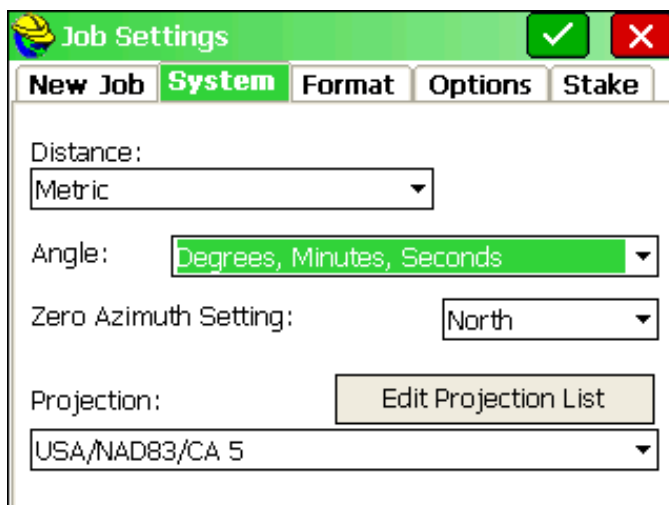 Job Settings
New Job System Format Options Stake
Distance:
Metric
Angle: Degrees, Minutes, Seconds
Zero Azimuth Setting: North
Projection: Edit Projection List
USA/NAD83/CA 5